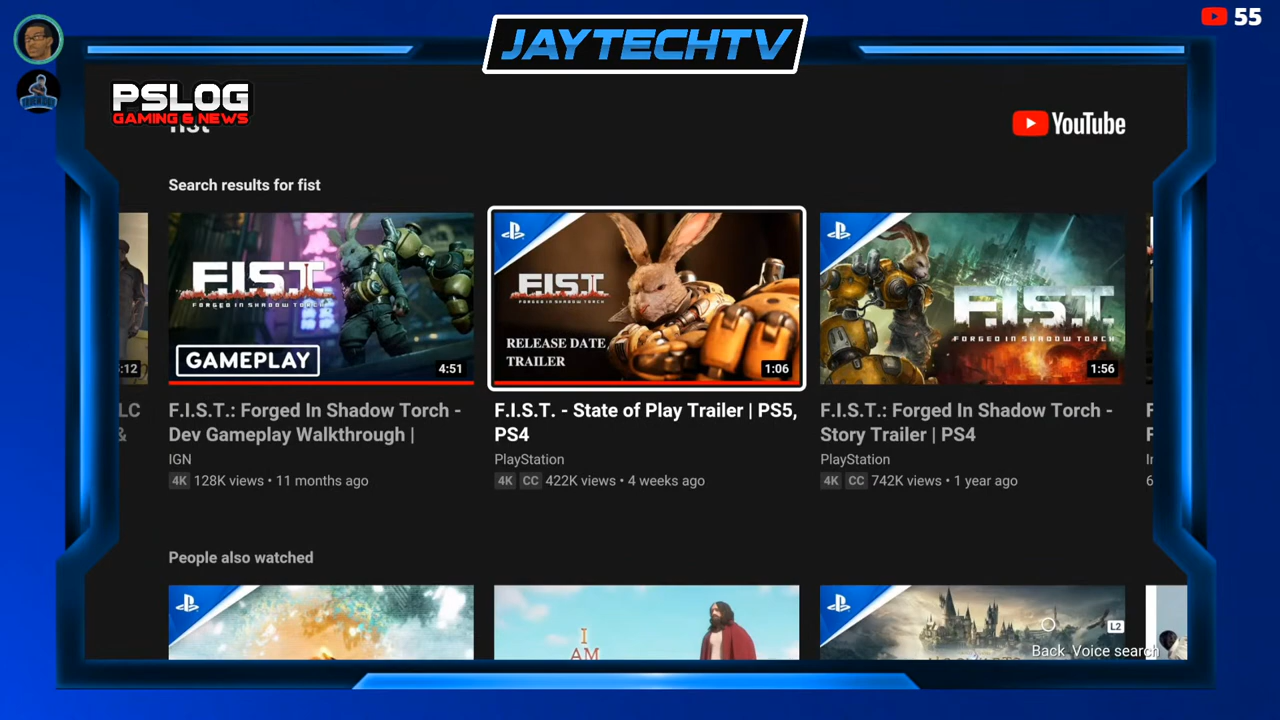 55
JAYTECHTV
PSLOG
GAMING & NEWS
fist
YouTube
Search results for fist
:12
F.I.S.T.
FORGED IN SHADOW TORCH
GAMEPLAY
4:51
F.I.S.T.
FORGED IN SHADOW TORCH
RELEASE DATE
TRAILER
1:06
F.I.S.T.
FORGED IN SHADOW TORCH
1:56
LC
&
F.I.S.T.: Forged In Shadow Torch -
Dev Gameplay Walkthrough |
IGN
4K 128K views • 11 months ago
F.I.S.T. - State of Play Trailer | PS5,
PS4
PlayStation
4K CC 422K views • 4 weeks ago
F.I.S.T.: Forged In Shadow Torch -
Story Trailer | PS4
PlayStation
4K CC 742K views • 1 year ago
F
F
6
People also watched
I
AM
L2
Back Voice search